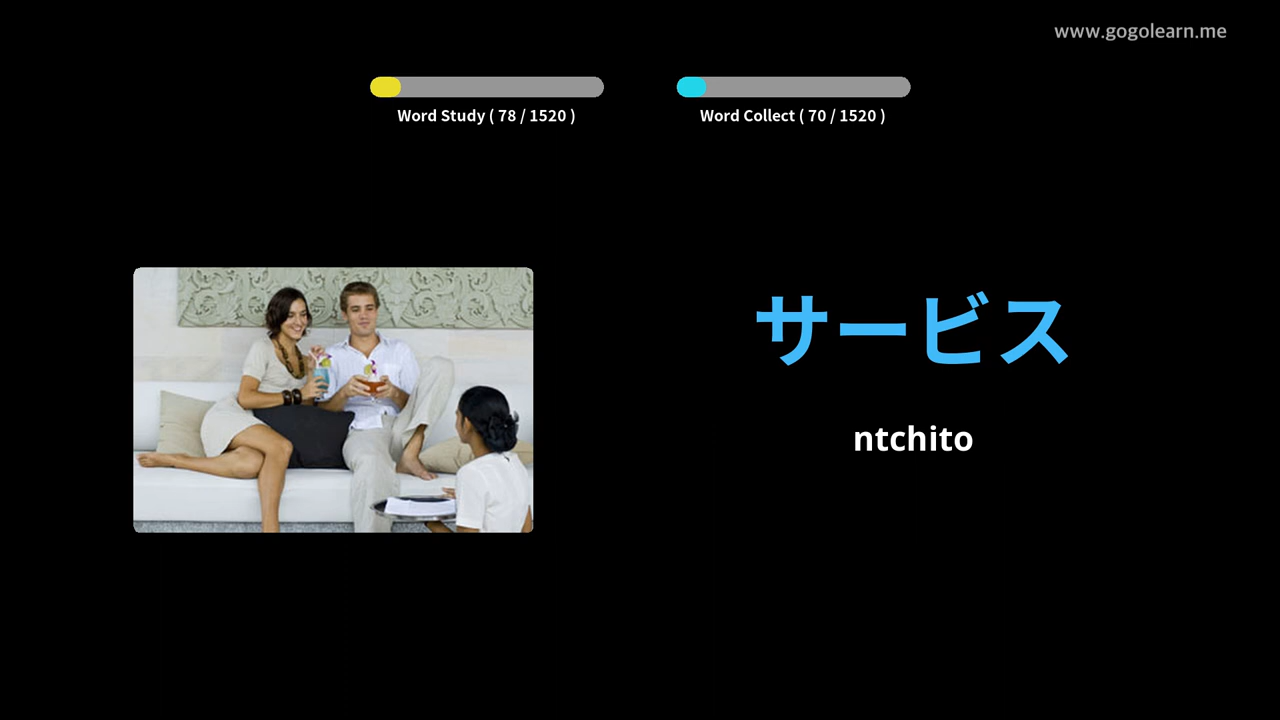 www.gogolearn.me
Word Study ( 78 / 1520 )
Word Collect ( 70 / 1520 )
サービス
ntchito